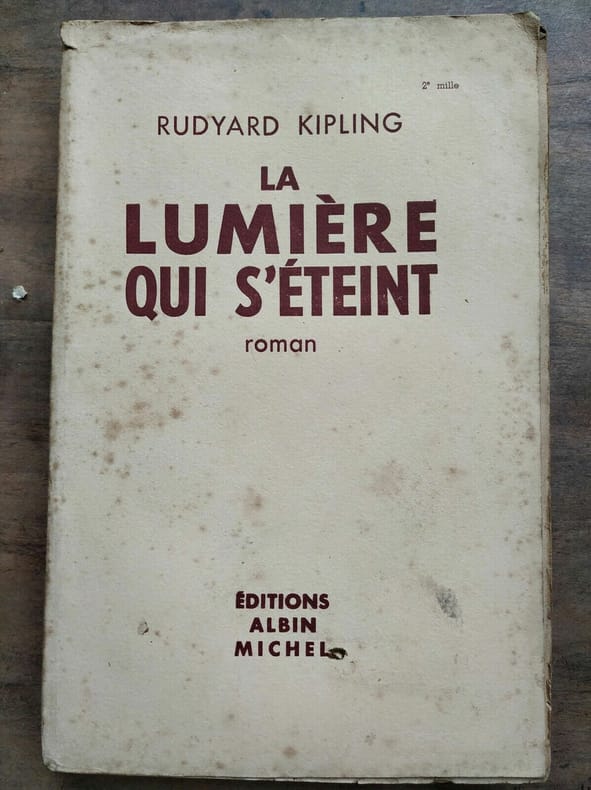 2e mille
RUDYARD KIPLING
LA
LUMIÈRE
QUI S'ÉTEINT
roman
ÉDITIONS
ALBIN
MICHEL